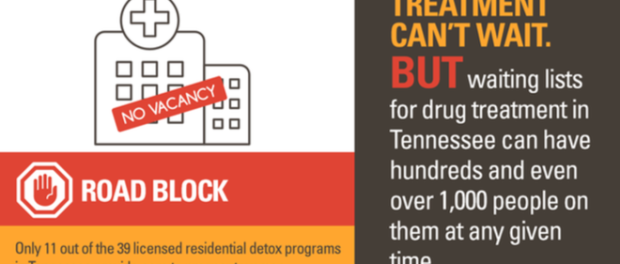 NO VACANCY
ROAD BLOCK
Only 11 out of the 39 licensed residential detox programs
TREATMENT
CAN'T WAIT.
BUT waiting lists
for drug treatment in
Tennessee can have
hundreds and even
over 1,000 people on
them at any given
time